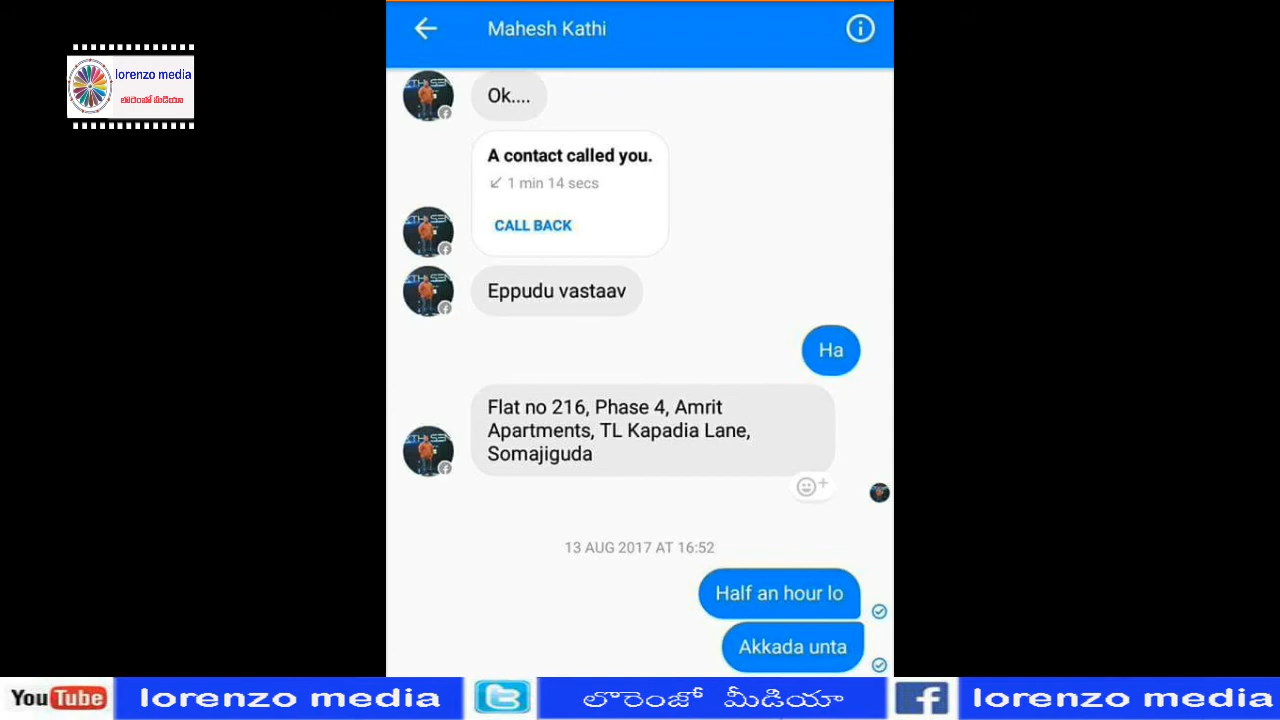 Mahesh Kathi
lorenzo media
లొరెంజో మీడియా
Ok....
A contact called you.
1 min 14 secs
CALL BACK
Eppudu vastaav
Ha
Flat no 216, Phase 4, Amrit
Apartments, TL Kapadia Lane,
Somajiguda
13 AUG 2017 AT 16:52
Half an hour lo
Akkada unta
YouTube lorenzo media లొరెంజో మీడియా f lorenzo media